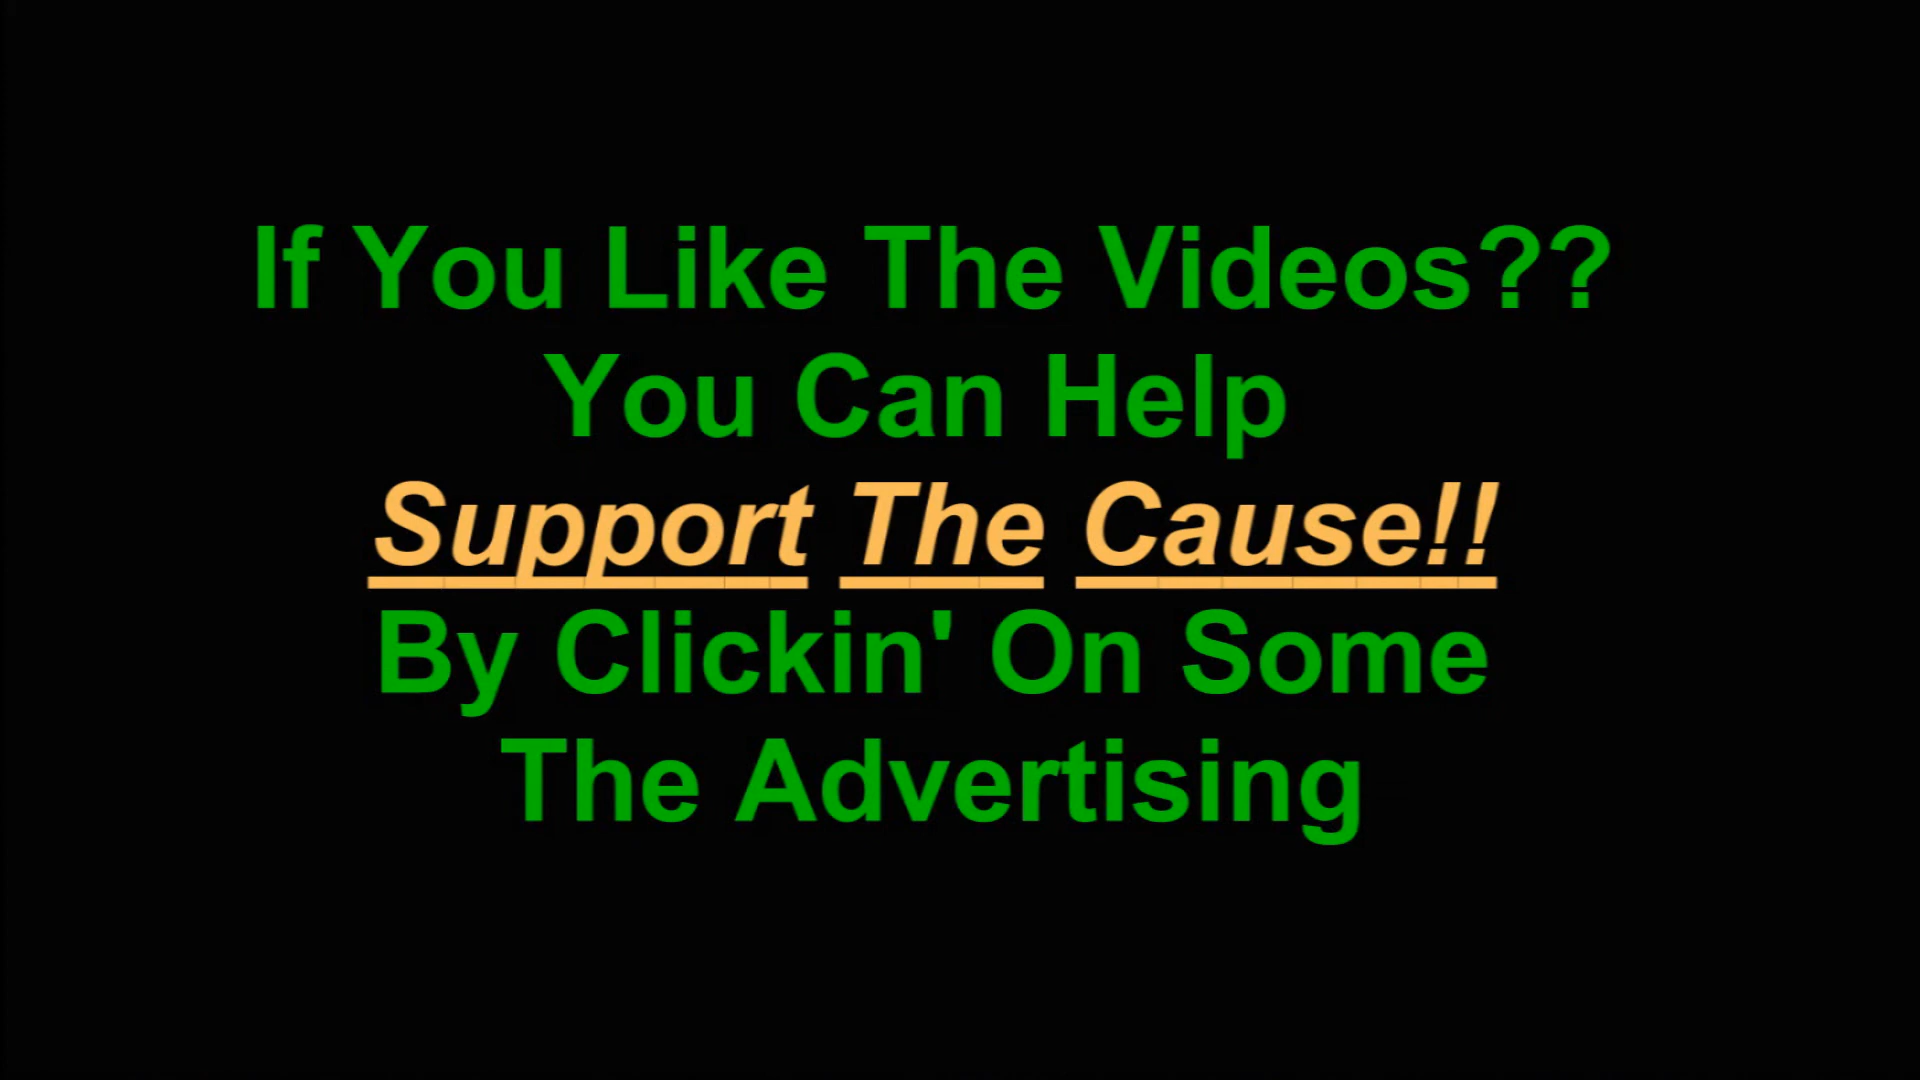 If You Like The Videos??
You Can Help
Support The Cause!!
By Clickin' On Some
The Advertising